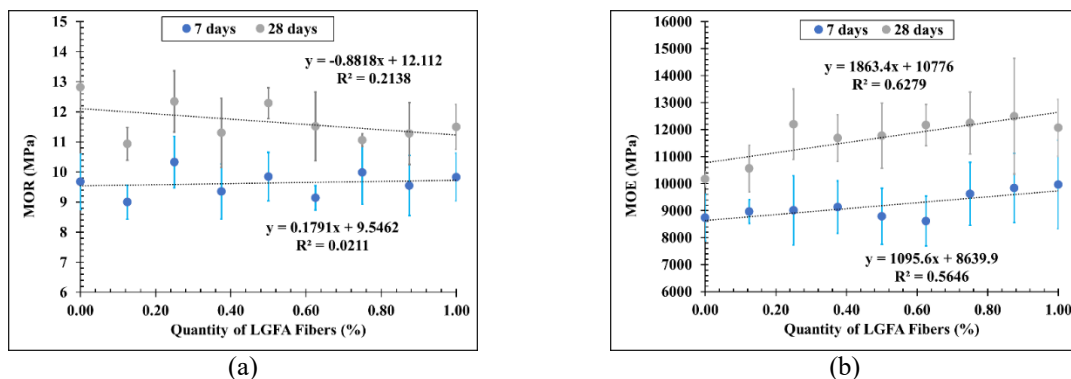 15
14
13
12
11
10
9
8
7
6
MOR (MPa)
7 days 28 days
y = -0.8818x + 12.112
R² = 0.2138
y = 0.1791x + 9.5462
R² = 0.0211
0.00 0.20 0.40 0.60 0.80 1.00
Quantity of LGFA Fibers (%)
(a)
16000
15000
14000
13000
12000
11000
10000
9000
8000
7000
6000
MOE (MPa)
7 days 28 days
y = 1863.4x + 10776
R² = 0.6279
y = 1095.6x + 8639.9
R² = 0.5646
0.00 0.20 0.40 0.60 0.80 1.00
Quantity of LGFA Fibers (%)
(b)